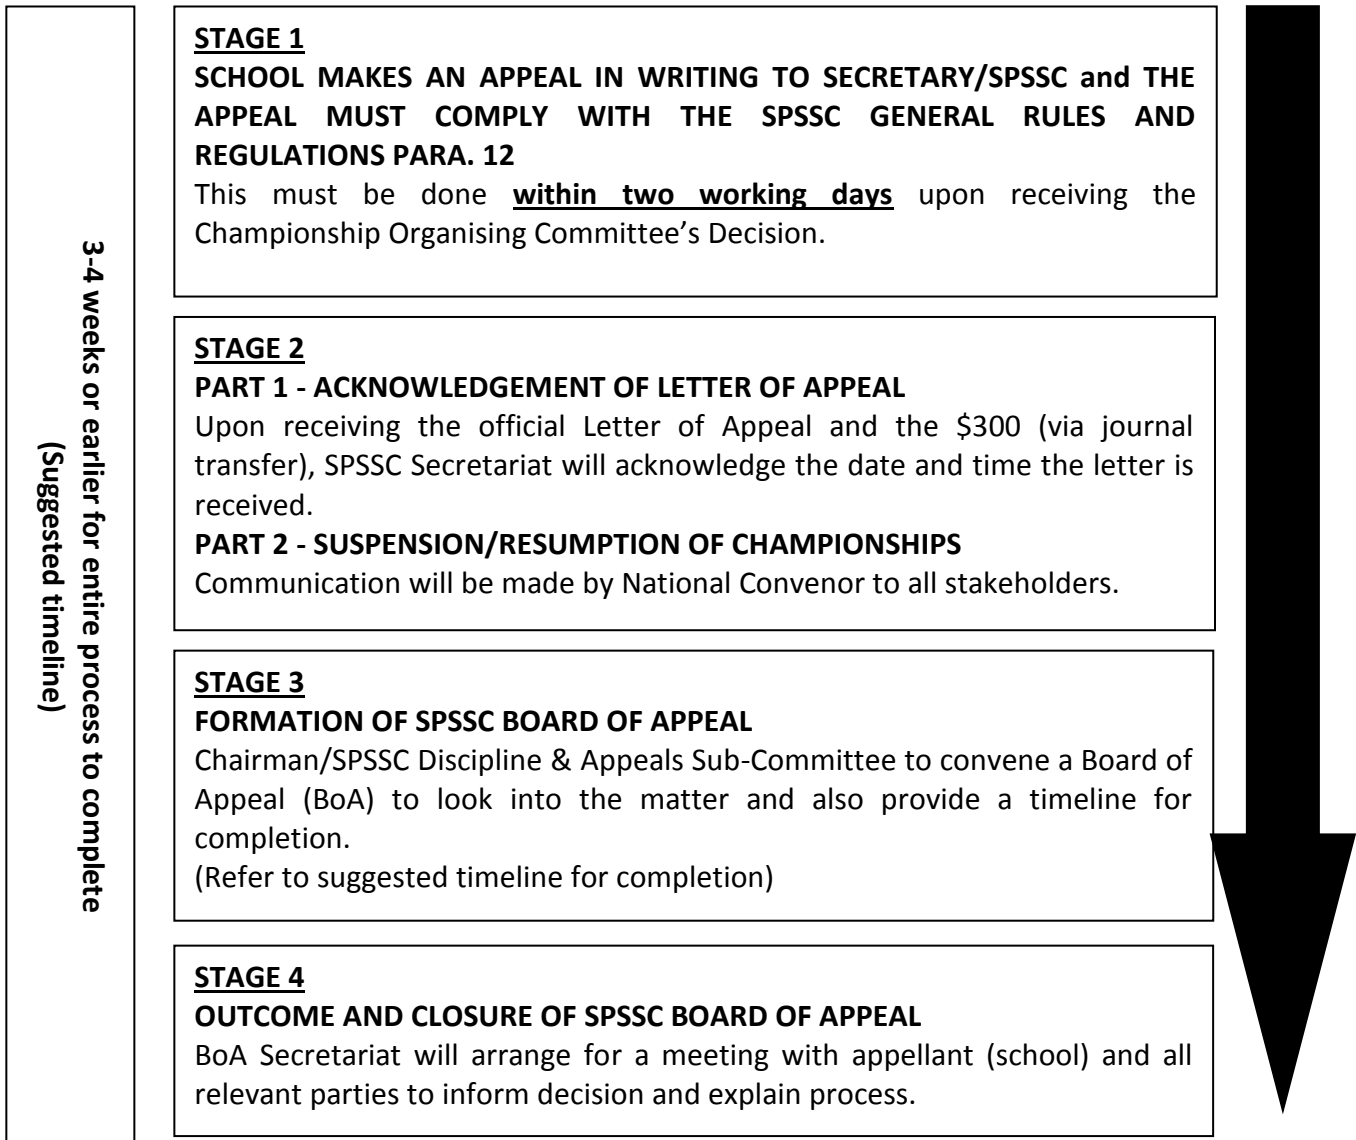 3-4 weeks or earlier for entire process to complete
(Suggested timeline)
STAGE 1
SCHOOL MAKES AN APPEAL IN WRITING TO SECRETARY/SPSSC and THE
APPEAL MUST COMPLY WITH THE SPSSC GENERAL RULES AND
REGULATIONS PARA. 12
This must be done within two working days upon receiving the
Championship Organising Committee’s Decision.
STAGE 2
PART 1 - ACKNOWLEDGEMENT OF LETTER OF APPEAL
Upon receiving the official Letter of Appeal and the $300 (via journal
transfer), SPSSC Secretariat will acknowledge the date and time the letter is
received.
PART 2 - SUSPENSION/RESUMPTION OF CHAMPIONSHIPS
Communication will be made by National Convenor to all stakeholders.
STAGE 3
FORMATION OF SPSSC BOARD OF APPEAL
Chairman/SPSSC Discipline & Appeals Sub-Committee to convene a Board of
Appeal (BoA) to look into the matter and also provide a timeline for
completion.
(Refer to suggested timeline for completion)
STAGE 4
OUTCOME AND CLOSURE OF SPSSC BOARD OF APPEAL
BoA Secretariat will arrange for a meeting with appellant (school) and all
relevant parties to inform decision and explain process.